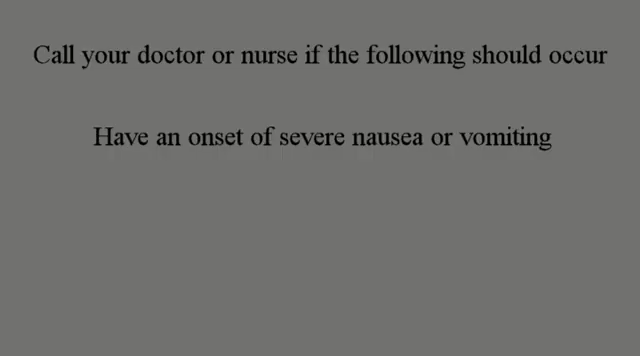 Call your doctor or nurse if the following should occur
Have an onset of severe nausea or vomiting